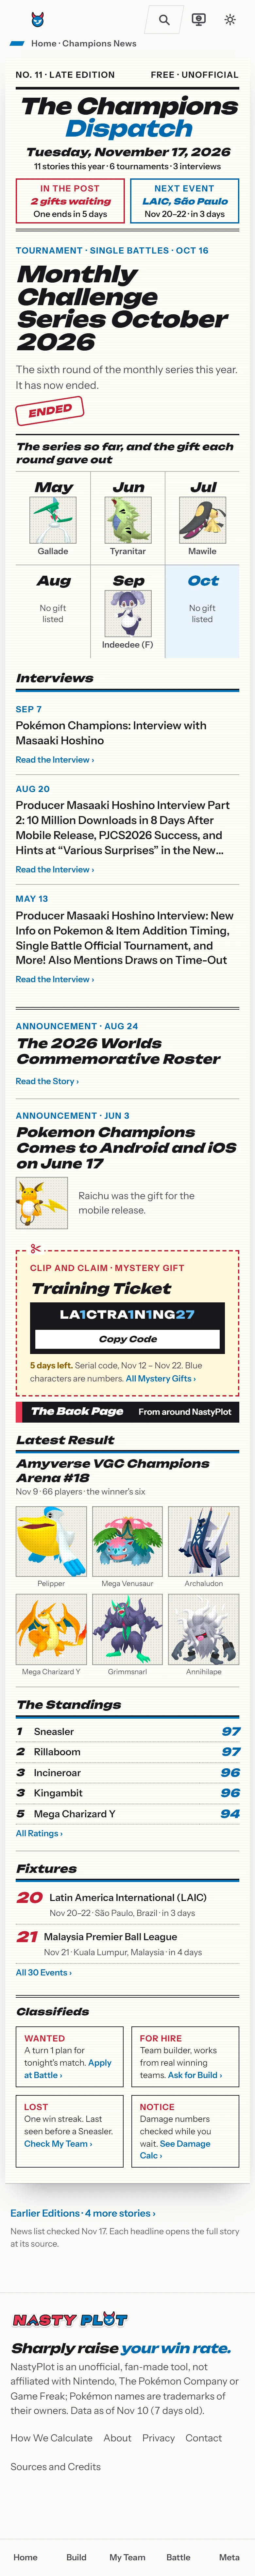 Home · Champions News
NO. 11 · LATE EDITION
FREE · UNOFFICIAL
The Champions
Dispatch
Tuesday, November 17, 2026
11 stories this year · 6 tournaments · 3 interviews
IN THE POST
2 gifts waiting
One ends in 5 days
NEXT EVENT
LAIC, São Paulo
Nov 20–22 · in 3 days
TOURNAMENT · SINGLE BATTLES · OCT 16
Monthly
Challenge
Series October
2026
The sixth round of the monthly series this year.
It has now ended.
ENDED
The series so far, and the gift each
round gave out
May
Gallade
Jun
Tyranitar
Jul
Mawile
Aug
No gift
listed
Sep
Indeedee (F)
Oct
No gift
listed
Interviews
SEP 7
Pokémon Champions: Interview with
Masaaki Hoshino
Read the Interview ›
AUG 20
Producer Masaaki Hoshino Interview Part
2: 10 Million Downloads in 8 Days After
Mobile Release, PJCS2026 Success, and
Hints at “Various Surprises” in the New...
Read the Interview ›
MAY 13
Producer Masaaki Hoshino Interview: New
Info on Pokemon & Item Addition Timing,
Single Battle Official Tournament, and
More! Also Mentions Draws on Time-Out
Read the Interview ›
ANNOUNCEMENT · AUG 24
The 2026 Worlds
Commemorative Roster
Read the Story ›
ANNOUNCEMENT · JUN 3
Pokemon Champions
Comes to Android and iOS
on June 17
Raichu was the gift for the
mobile release.
CLIP AND CLAIM · MYSTERY GIFT
Training Ticket
LA1CTRA1N1NG27
Copy Code
5 days left. Serial code, Nov 12 – Nov 22. Blue
characters are numbers. All Mystery Gifts ›
The Back Page
From around NastyPlot
Latest Result
Amyverse VGC Champions
Arena #18
Nov 9 · 66 players · the winner's six
Pelipper
Mega Venusaur
Archaludon
Mega Charizard Y
Grimmsnarl
Annihilape
The Standings
1 Sneasler 97
2 Rillaboom 97
3 Incineroar 96
3 Kingambit 96
5 Mega Charizard Y 94
All Ratings ›
Fixtures
20 Latin America International (LAIC)
Nov 20–22 · São Paulo, Brazil · in 3 days
21 Malaysia Premier Ball League
Nov 21 · Kuala Lumpur, Malaysia · in 4 days
All 30 Events ›
Classifieds
WANTED
A turn 1 plan for
tonight's match. Apply
at Battle ›
FOR HIRE
Team builder, works
from real winning
teams. Ask for Build ›
LOST
One win streak. Last
seen before a Sneasler.
Check My Team ›
NOTICE
Damage numbers
checked while you
wait. See Damage
Calc ›
Earlier Editions · 4 more stories ›
News list checked Nov 17. Each headline opens the full story
at its source.
NASTY PLOT
Sharply raise your win rate.
NastyPlot is an unofficial, fan-made tool, not
affiliated with Nintendo, The Pokémon Company or
Game Freak; Pokémon names are trademarks of
their owners. Data as of Nov 10 (7 days old).
How We Calculate About Privacy Contact
Sources and Credits
Home Build My Team Battle Meta